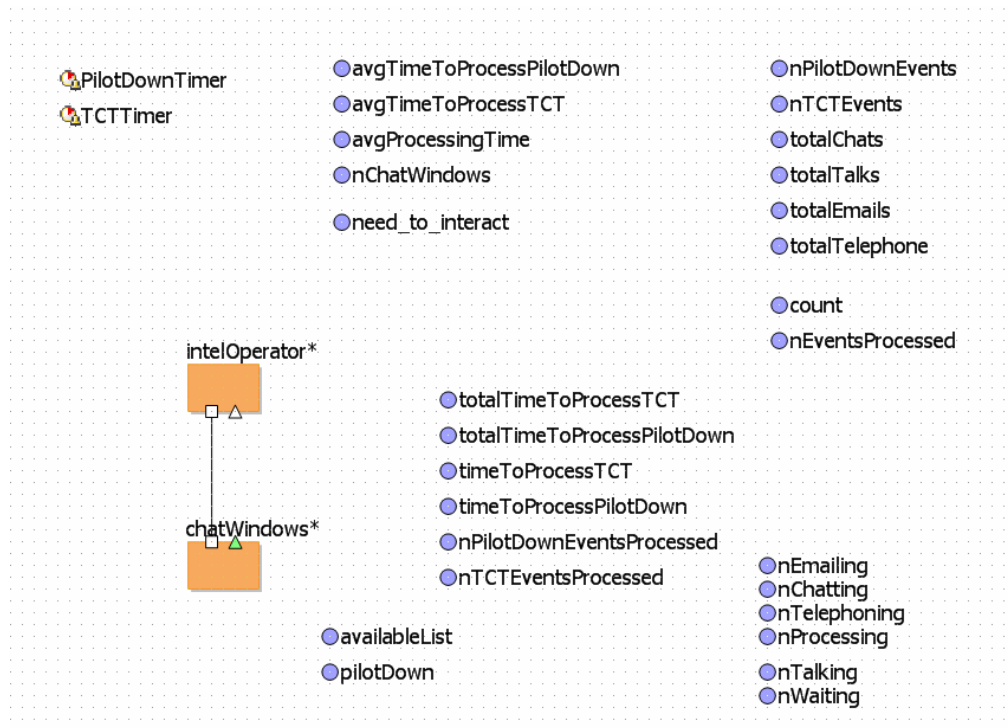 PilotDownTimer
TCTTimer
avgTimeToProcessPilotDown
avgTimeToProcessTCT
avgProcessingTime
nChatWindows
need_to_interact
nPilotDownEvents
nTCTEvents
totalChats
totalTalks
totalEmails
totalTelephone
count
nEventsProcessed
intelOperator*
chatWindows*
totalTimeToProcessTCT
totalTimeToProcessPilotDown
timeToProcessTCT
timeToProcessPilotDown
nPilotDownEventsProcessed
nTCTEventsProcessed
availableList
pilotDown
nEmailing
nChatting
nTelephoning
nProcessing
nTalking
nWaiting